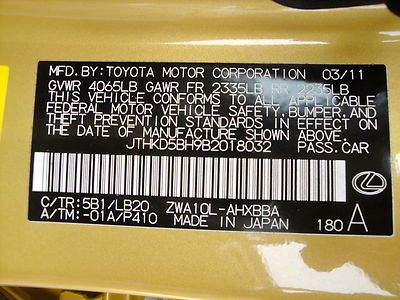 MFD. BY: TOYOTA MOTOR CORPORATION 03/11
GVWR 4065LB GAWR FR 2335LB RR 2235LB
THIS VEHICLE CONFORMS TO ALL APPLICABLE
FEDERAL MOTOR VEHICLE SAFETY, BUMPER, AND
THEFT PREVENTION STANDARDS IN EFFECT ON
THE DATE OF MANUFACTURE SHOWN ABOVE.
JTHKD5BH9B2018032 PASS.CAR
C/TR:5B1/LB20 ZWA10L-AHXBBA
A/TM:-01A/P410 MADE IN JAPAN 180 A